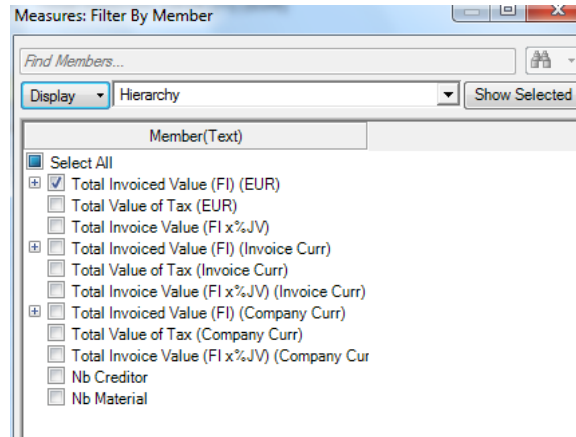 Measures: Filter By Member
Find Members...
Display Hierarchy Show Selected
Member(Text)
Select All
Total Invoiced Value (FI) (EUR)
Total Value of Tax (EUR)
Total Invoice Value (FI x%JV)
Total Invoiced Value (FI) (Invoice Curr)
Total Value of Tax (Invoice Curr)
Total Invoice Value (FI x%JV) (Invoice Curr)
Total Invoiced Value (FI) (Company Curr)
Total Value of Tax (Company Curr)
Total Invoice Value (FI x%JV) (Company Cur
Nb Creditor
Nb Material